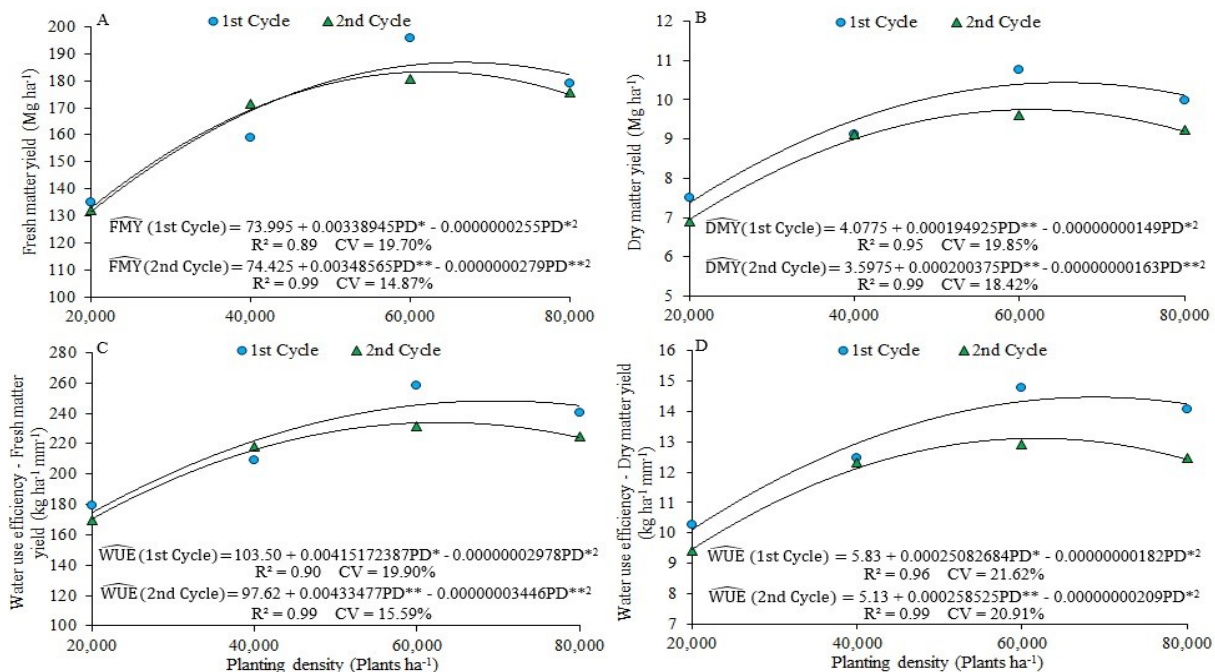 A
1st Cycle 2nd Cycle
Fresh matter yield (Mg ha-1)
200
190
180
170
160
150
140
130
120
110
100
FMY (1st Cycle) = 73.995 + 0.00338945PD* - 0.0000000255PD*2
R² = 0.89 CV = 19.70%
FMY (2nd Cycle) = 74.425 + 0.00348565PD** - 0.0000000279PD**2
R² = 0.99 CV = 14.87%
20,000 40,000 60,000 80,000
B
1st Cycle 2nd Cycle
Dry matter yield (Mg ha-1)
12
11
10
9
8
7
6
5
DMY (1st Cycle) = 4.0775 + 0.000194925PD** - 0.00000000149PD*2
R² = 0.95 CV = 19.85%
DMY (2nd Cycle) = 3.5975 + 0.000200375PD** - 0.00000000163PD**2
R² = 0.99 CV = 18.42%
20,000 40,000 60,000 80,000
C
1st Cycle 2nd Cycle
Water use efficiency - Fresh matter
yield (kg ha-1 mm-1)
280
260
240
220
200
180
160
140
120
100
WUE (1st Cycle) = 103.50 + 0.00415172387PD* - 0.00000002978PD*2
R² = 0.90 CV = 19.90%
WUE (2nd Cycle) = 97.62 + 0.00433477PD** - 0.00000003446PD**2
R² = 0.99 CV = 15.59%
20,000 40,000 60,000 80,000
Planting density (Plants ha-1)
D
1st Cycle 2nd Cycle
Water use efficiency - Dry matter yield
(kg ha-1 mm-1)
16
15
14
13
12
11
10
9
8
7
WUE (1st Cycle) = 5.83 + 0.00025082684PD* - 0.00000000182PD*2
R² = 0.96 CV = 21.62%
WUE (2nd Cycle) = 5.13 + 0.000258525PD** - 0.00000000209PD*2
R² = 0.99 CV = 20.91%
20,000 40,000 60,000 80,000
Planting density (Plants ha-1)